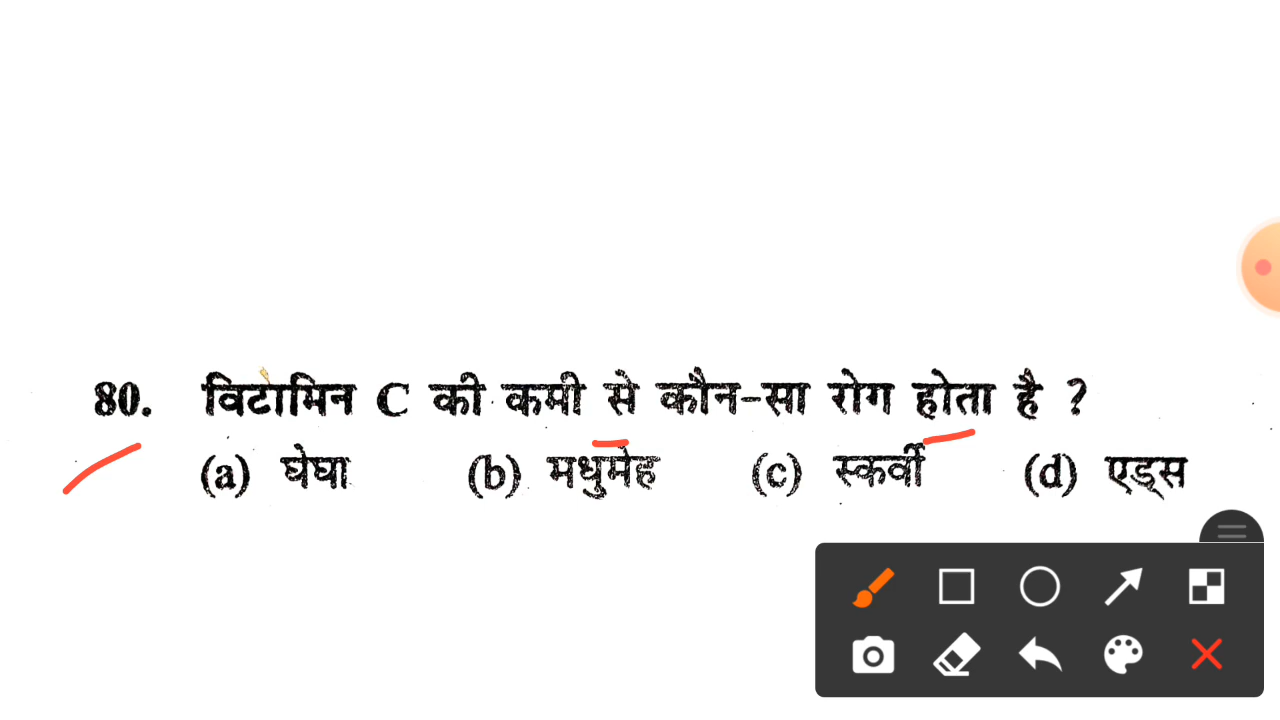 80. विटामिन C की कमी से कौन-सा रोग होता है ?
(a) घेघा (b) मधुमेह (c) स्कर्वी (d) एड्स